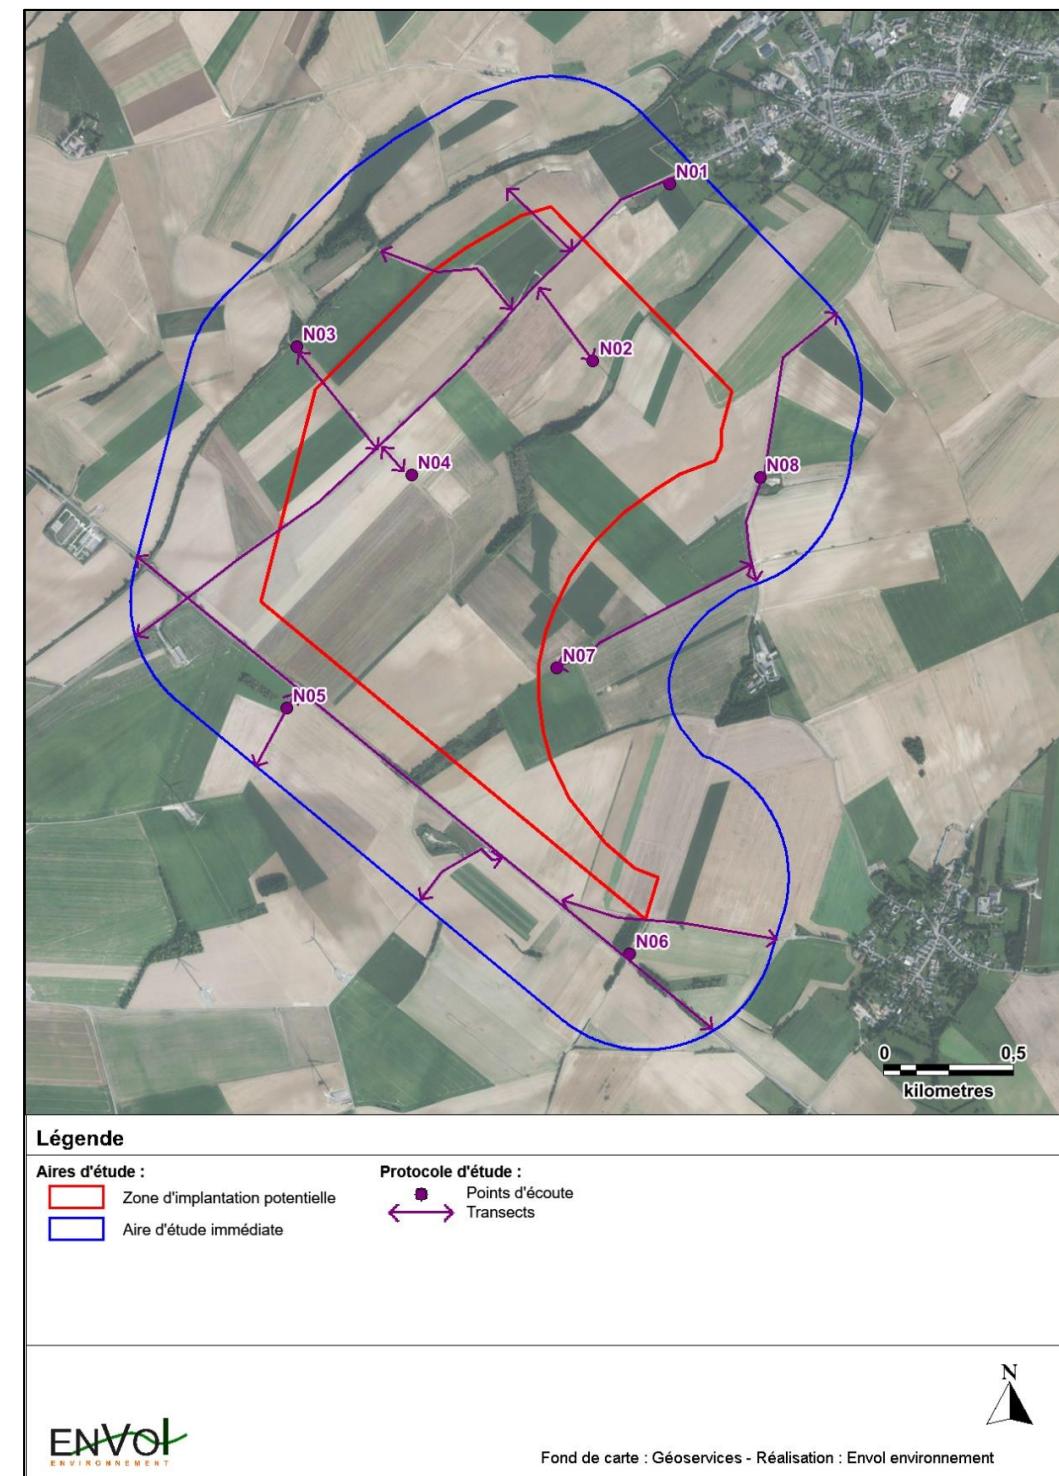 N01
N03
N02
N04
N08
N07
N05
N06
0 0,5
kilometres
Légende
Aires d'étude :
Zone d'implantation potentielle
Aire d'étude immédiate
Protocole d'étude :
Points d'écoute
Transects
N
ENVOl
ENVIRONNEMENT
Fond de carte : Géoservices - Réalisation : Envol environnement